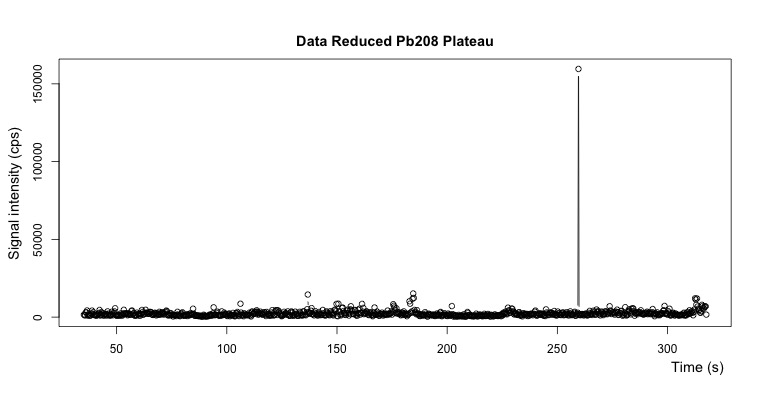 Data Reduced Pb208 Plateau
Signal intensity (cps)
150000
100000
50000
0
50 100 150 200 250 300
Time (s)